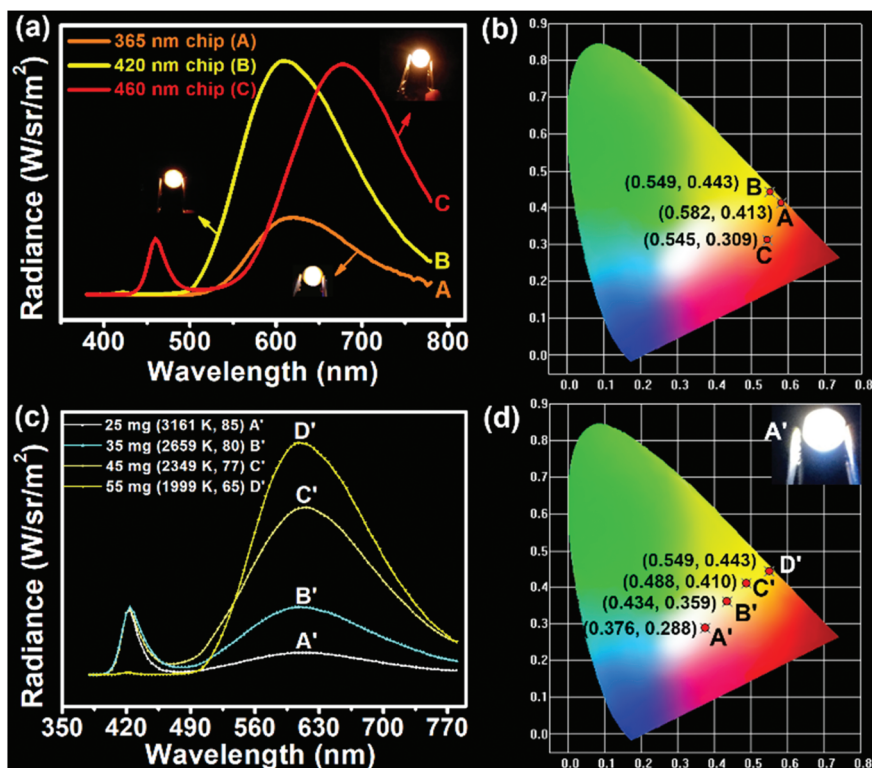 (a)
365 nm chip (A)
420 nm chip (B)
460 nm chip (C)
C
B
A
Radiance (W/sr/m²)
400 500 600 700 800
Wavelength (nm)
(b)
0.9
0.8
0.7
0.6
0.5
0.4
0.3
0.2
0.1
0.0
(0.549, 0.443) B
(0.582, 0.413) A
(0.545, 0.309) C
0.0 0.1 0.2 0.3 0.4 0.5 0.6 0.7
(c)
25 mg (3161 K, 85) A'
35 mg (2659 K, 80) B'
45 mg (2349 K, 77) C'
55 mg (1999 K, 65) D'
D'
C'
B'
A'
Radiance (W/sr/m²)
350 420 490 560 630 700 770
Wavelength (nm)
(d)
A'
0.9
0.8
0.7
0.6
0.5
0.4
0.3
0.2
0.1
0.0
(0.549, 0.443) D'
(0.488, 0.410) C'
(0.434, 0.359) B'
(0.376, 0.288) A'
0.0 0.1 0.2 0.3 0.4 0.5 0.6 0.7